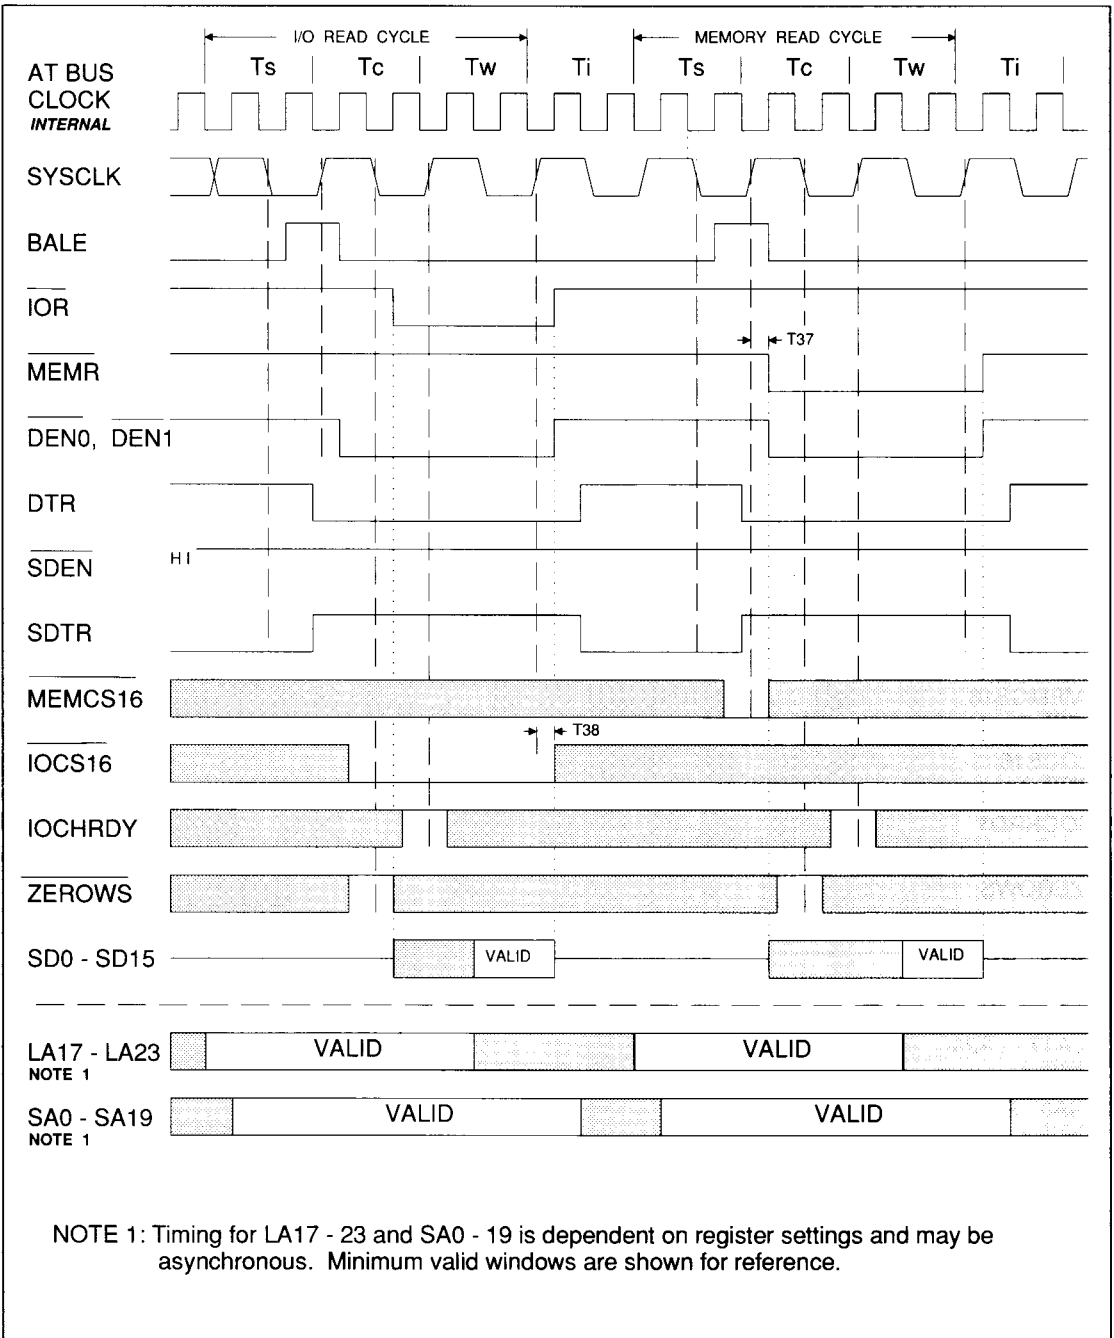 I/O READ CYCLE MEMORY READ CYCLE
Ts Tc Tw Ti Ts Tc Tw Ti
AT BUS
CLOCK
INTERNAL
SYSCLK
BALE
IOR
T37
MEMR
DEN0, DEN1
DTR
HI
SDEN
SDTR
MEMCS16
T38
IOCS16
IOCHRDY
ZEROWS
SD0 - SD15 VALID VALID
LA17 - LA23 VALID VALID
NOTE 1
SA0 - SA19 VALID VALID
NOTE 1
NOTE 1: Timing for LA17 - 23 and SA0 - 19 is dependent on register settings and may be
asynchronous. Minimum valid windows are shown for reference.